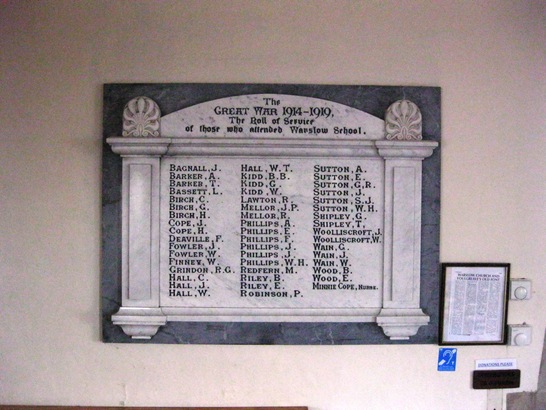 The
GREAT WAR 1914-1919,
The Roll of Service
of those who attended Warslow School.
BAGNALL, J.
BARKER, A.
BARKER, T.
BASSETT, L.
BIRCH, C.
BIRCH, G.
BIRCH, H.
COPE, J.
COPE, H.
DEAVILLE, F.
FOWLER, J.
FOWLER, W.
FINNEY, W.
GRINDON, R.G.
HALL, C.
HALL, J.
HALL, W.
HALL, W.T.
KIDD, B.B.
KIDD, G.
KIDD, W.
LAWTON, R.
MELLOR, J.P.
MELLOR, R.
PHILLIPS, A.
PHILLIPS, E.
PHILLIPS, F.
PHILLIPS, J.
PHILLIPS, J.
PHILLIPS, W.H.
REDFERN, M.
RILEY, B.
RILEY, E.
ROBINSON, P.
SUTTON, A.
SUTTON, E.
SUTTON, G.R.
SUTTON, J.
SUTTON, S.J.
SUTTON, W.H.
SHIPLEY, G.
SHIPLEY, T.
WOOLLISCROFT, J.
WOOLLISCROFT, W.
WAIN, G.
WAIN, J.
WAIN, W.
WOOD, B.
WOOD, E.
MINNIE COPE, NURSE.
DONATIONS PLEASE